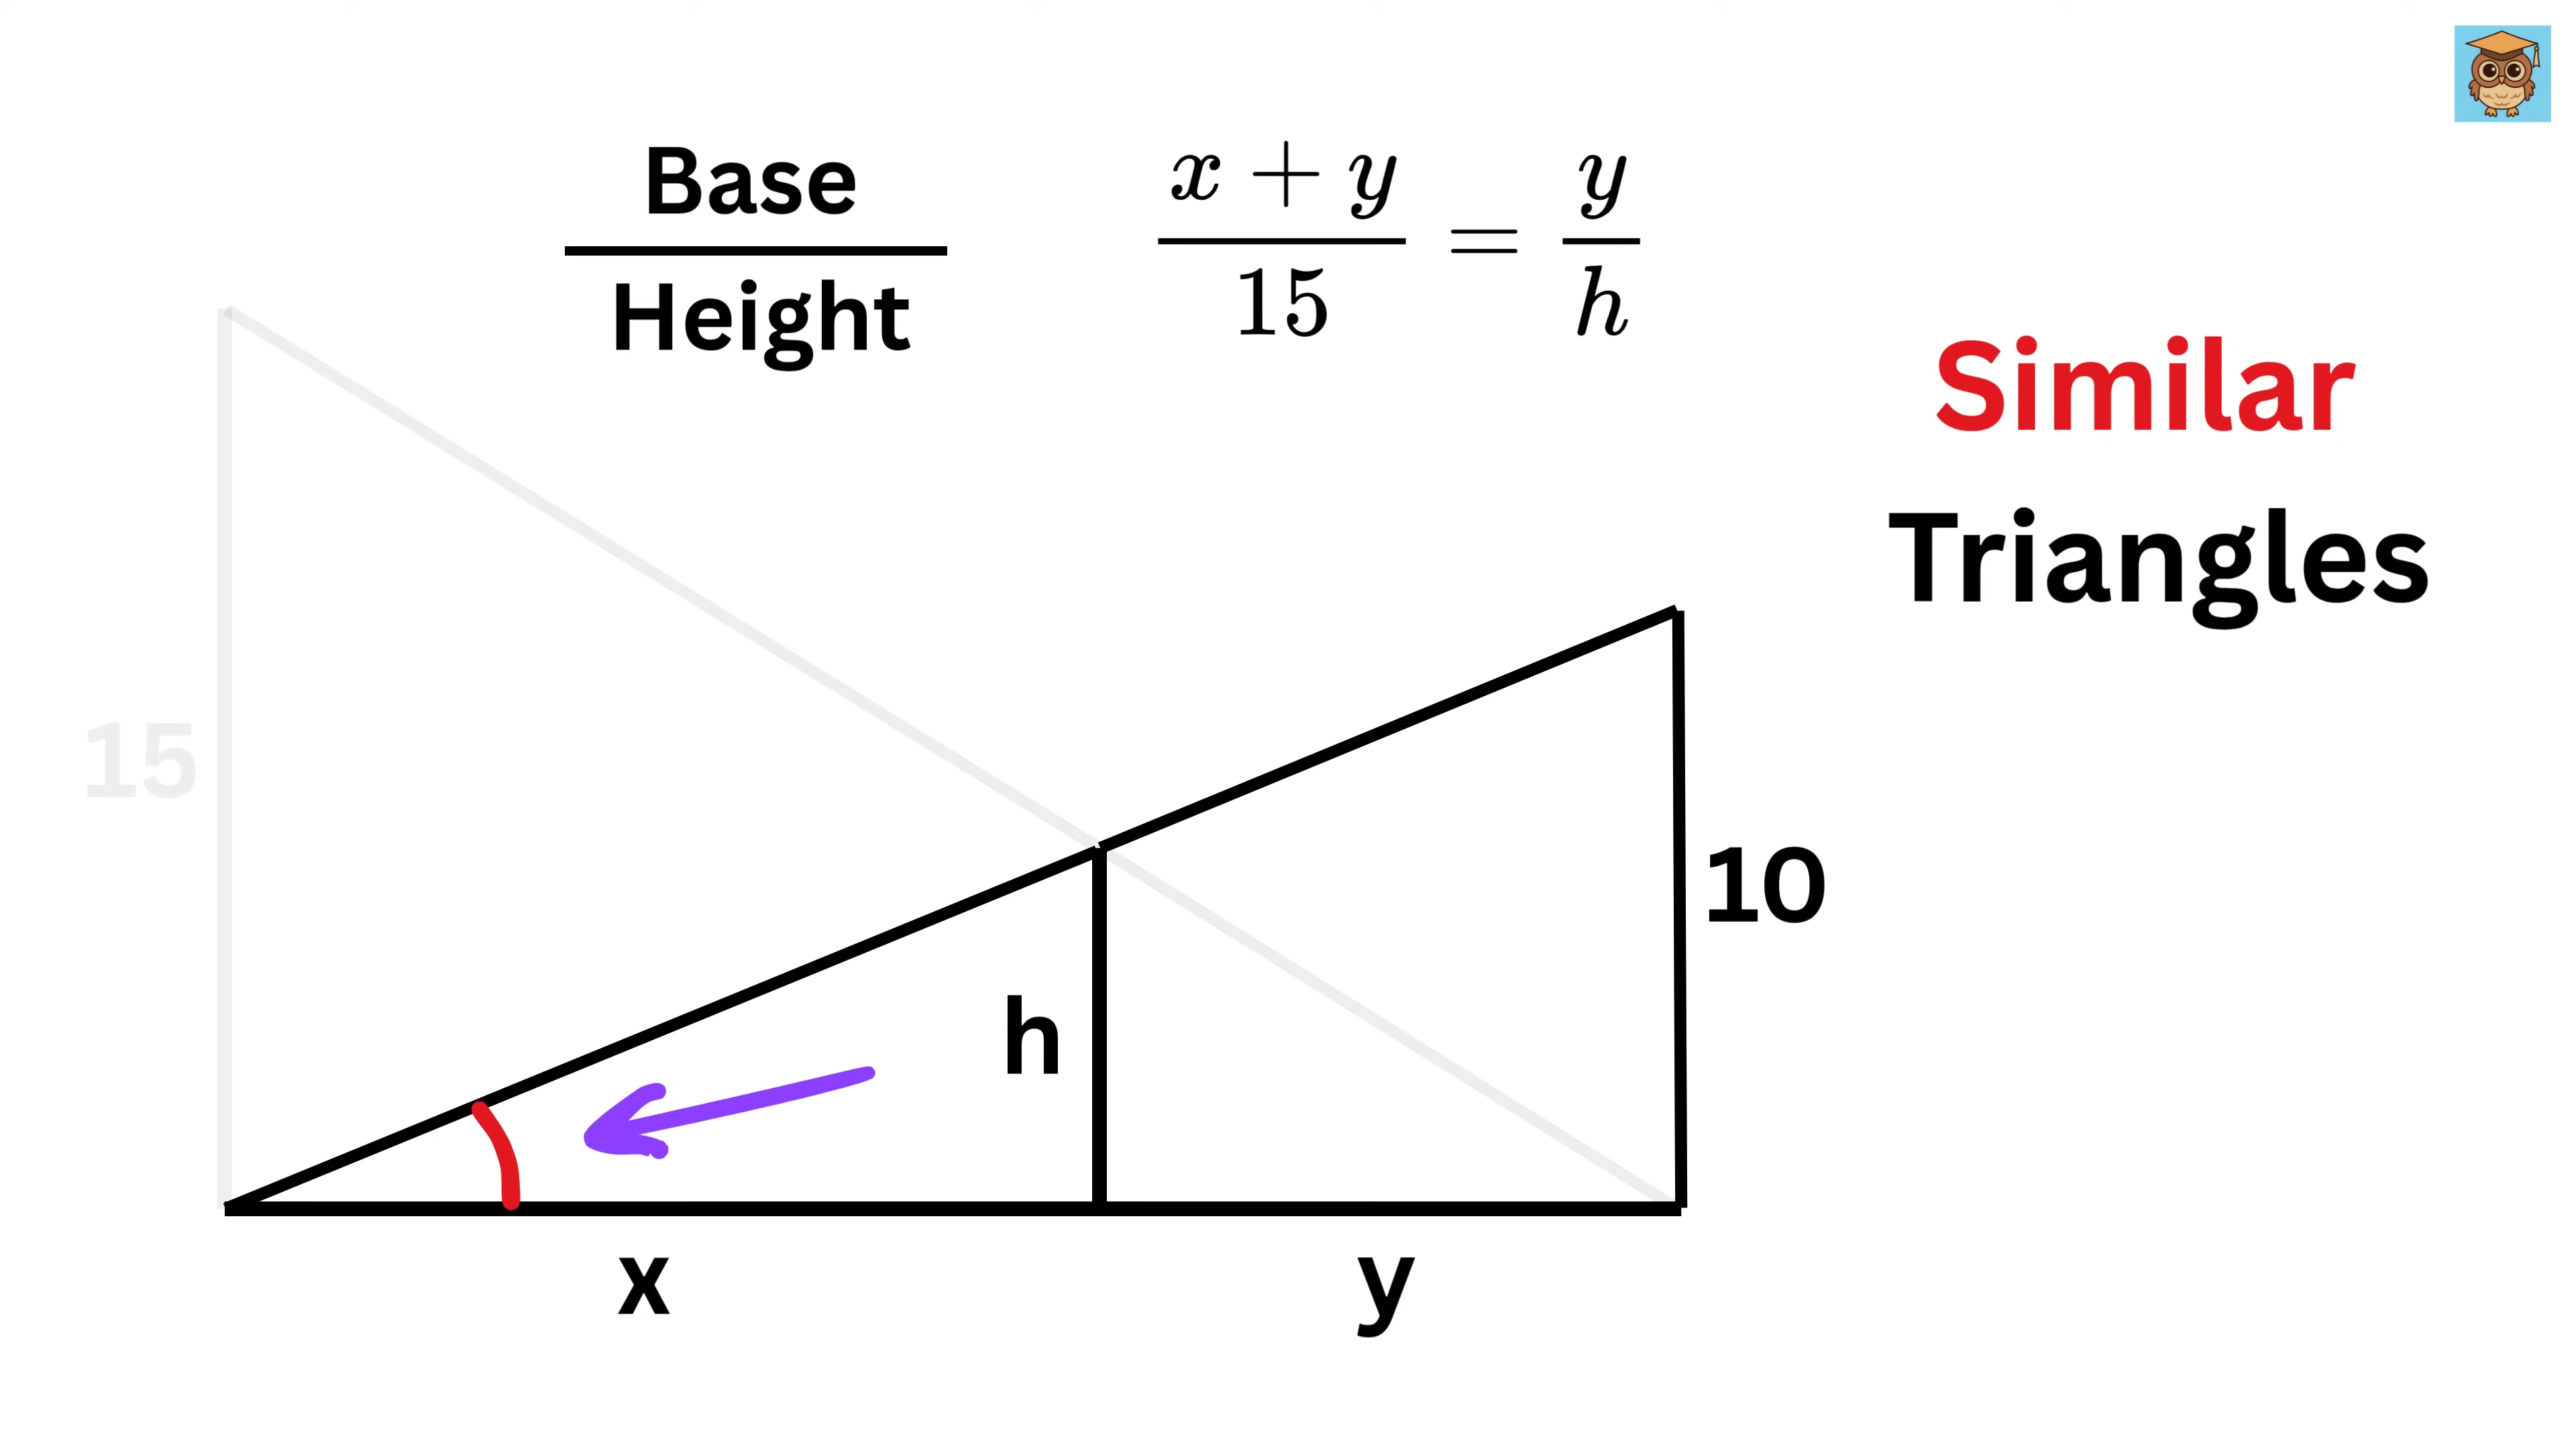 Base
Height
x + y
15
=
y
h
Similar
Triangles
15
10
h
x
y